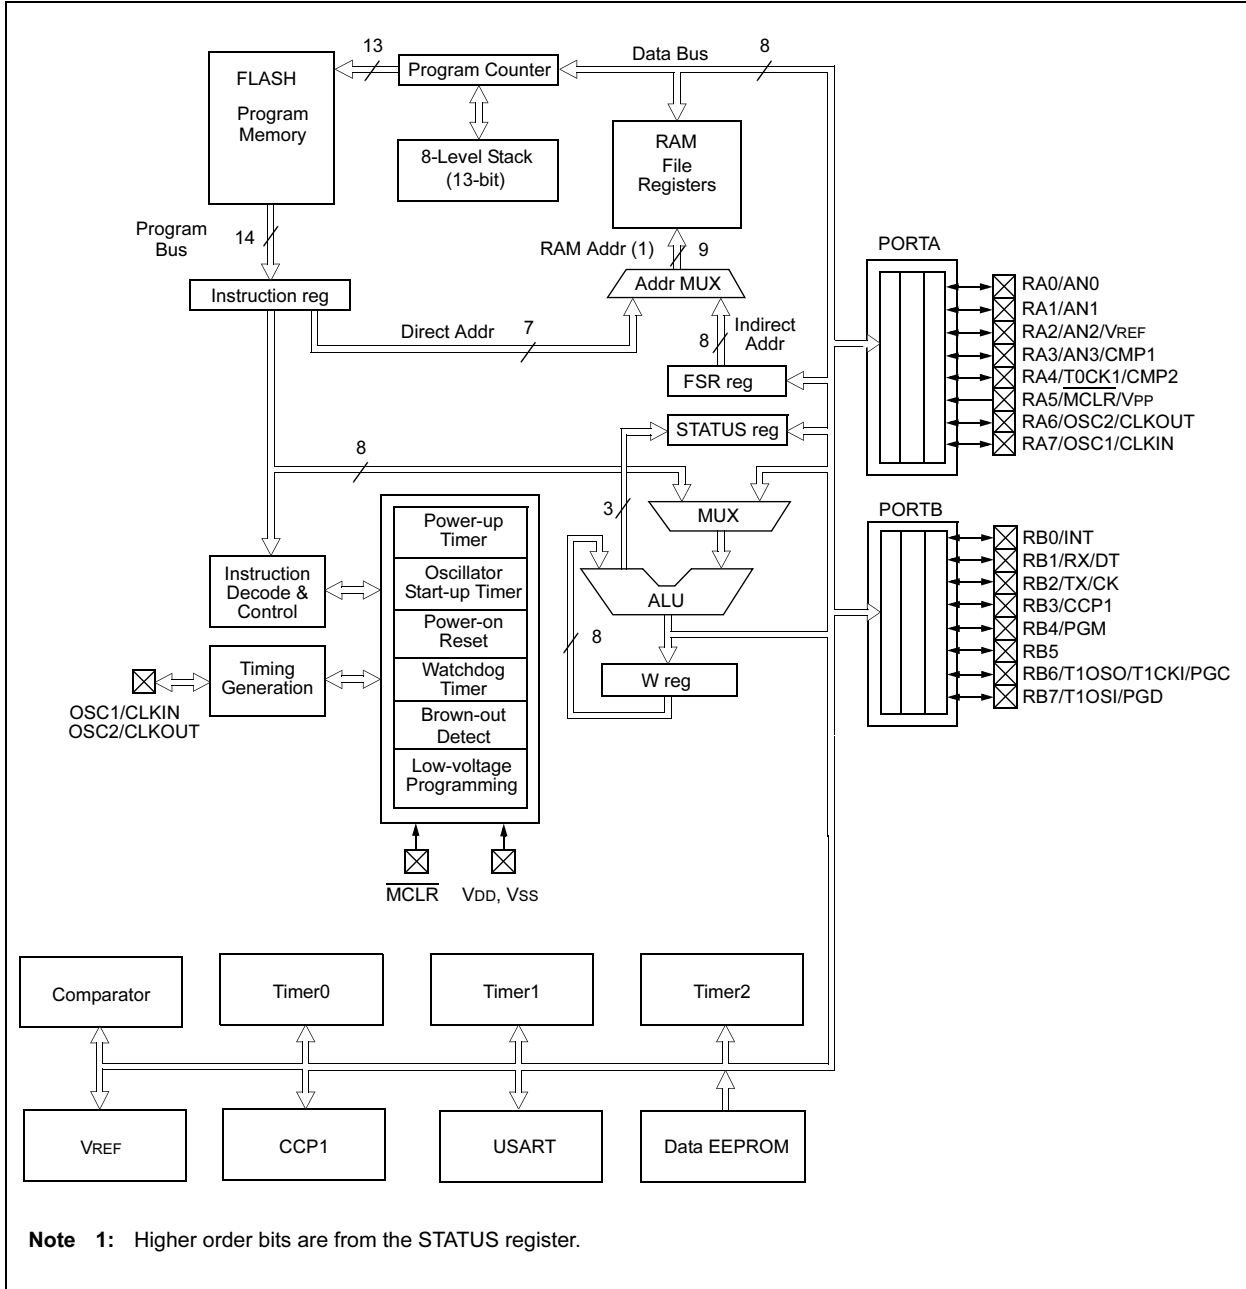 13
Data Bus
8
FLASH
Program
Memory
Program Counter
8-Level Stack
(13-bit)
RAM
File
Registers
Program
Bus
14
RAM Addr (1)
9
Addr MUX
Instruction reg
Direct Addr
7
8
Indirect
Addr
FSR reg
STATUS reg
8
3
MUX
Power-up
Timer
Instruction
Decode &
Control
Oscillator
Start-up Timer
ALU
Power-on
Reset
8
Timing
Generation
Watchdog
Timer
W reg
OSC1/CLKIN
OSC2/CLKOUT
Brown-out
Detect
Low-voltage
Programming
MCLR
VDD, VSS
PORTA
RA0/AN0
RA1/AN1
RA2/AN2/VREF
RA3/AN3/CMP1
RA4/T0CK1/CMP2
RA5/MCLR/VPP
RA6/OSC2/CLKOUT
RA7/OSC1/CLKIN
PORTB
RB0/INT
RB1/RX/DT
RB2/TX/CK
RB3/CCP1
RB4/PGM
RB5
RB6/T1OSO/T1CKI/PGC
RB7/T1OSI/PGD
Comparator
Timer0
Timer1
Timer2
VREF
CCP1
USART
Data EEPROM
Note 1: Higher order bits are from the STATUS register.